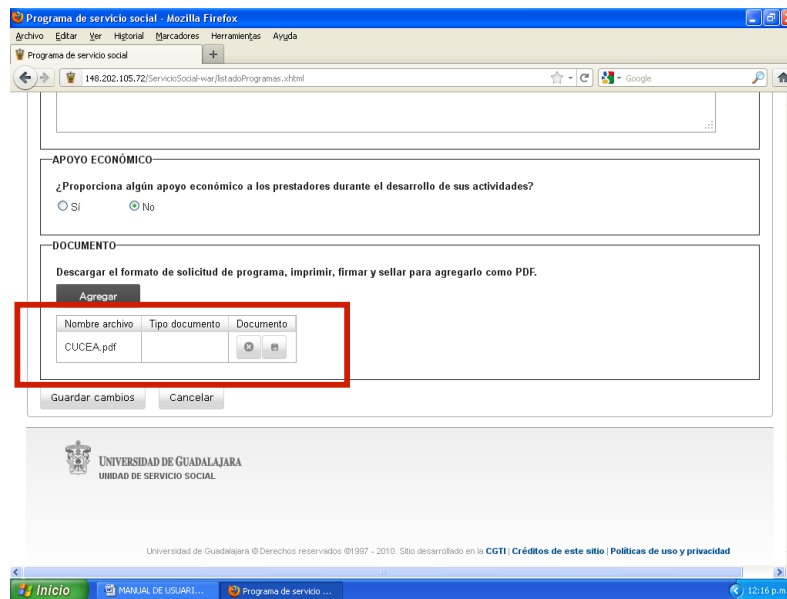 Programa de servicio social - Mozilla Firefox
Archivo Editar Ver Historial Marcadores Herramientas Ayuda
Programa de servicio social +
148.202.105.72/ServicioSocial-war/listadoProgramas.xhtml Google
APOYO ECONÓMICO
¿Proporciona algún apoyo económico a los prestadores durante el desarrollo de sus actividades?
Sí No
DOCUMENTO
Descargar el formato de solicitud de programa, imprimir, firmar y sellar para agregarlo como PDF.
Agregar
Nombre archivo Tipo documento Documento
CUCEA.pdf
Guardar cambios Cancelar
UNIVERSIDAD DE GUADALAJARA
UNIDAD DE SERVICIO SOCIAL
Universidad de Guadalajara © Derechos reservados ©1997 - 2010. Sitio desarrollado en la CGTI | Créditos de este sitio | Políticas de uso y privacidad
Inicio MANUAL DE USUARI... Programa de servicio ... 12:16 p.m.